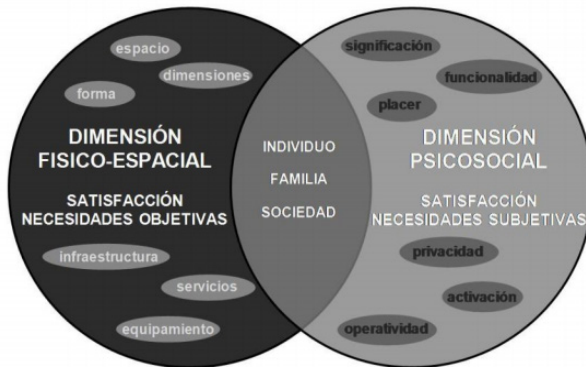 espacio
dimensiones
forma
DIMENSIÓN
FISICO-ESPACIAL
SATISFACCIÓN
NECESIDADES OBJETIVAS
infraestructura
servicios
equipamiento
INDIVIDUO
FAMILIA
SOCIEDAD
significación
funcionalidad
placer
DIMENSIÓN
PSICOSOCIAL
SATISFACCIÓN
NECESIDADES SUBJETIVAS
privacidad
activación
operatividad